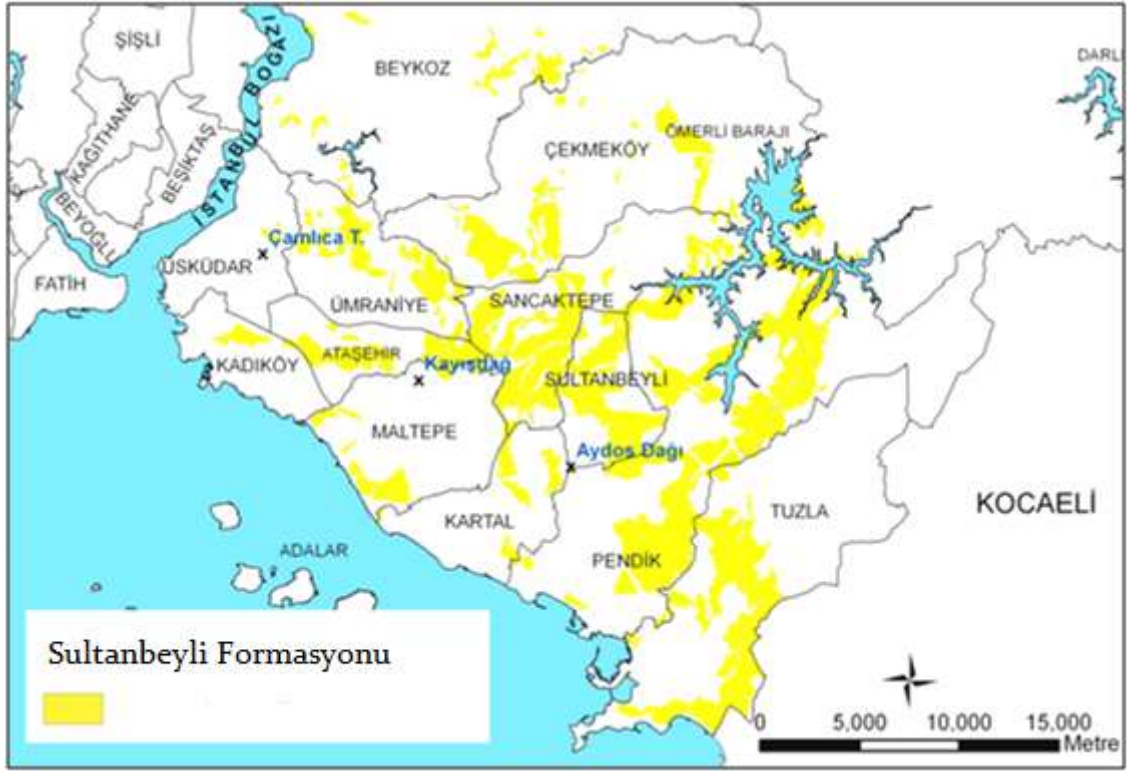 ŞİŞLİ
BEYKOZ
DARLI
KAĞITHANE
BEŞİKTAŞ
İSTANBUL BOĞAZI
ÖMERLİ BARAJI
ÇEKMEKÖY
BEYOĞLU
Çamlıca T.
ÜSKÜDAR
FATİH
ÜMRANİYE
SANCAKTEPE
ATAŞEHİR
KADIKÖY
Kayışdağ
SULTANBEYLİ
MALTEPE
Aydos Dağı
KARTAL
TUZLA
KOCAELİ
ADALAR
PENDİK
Sultanbeyli Formasyonu
0 5,000 10,000 15,000
Metre